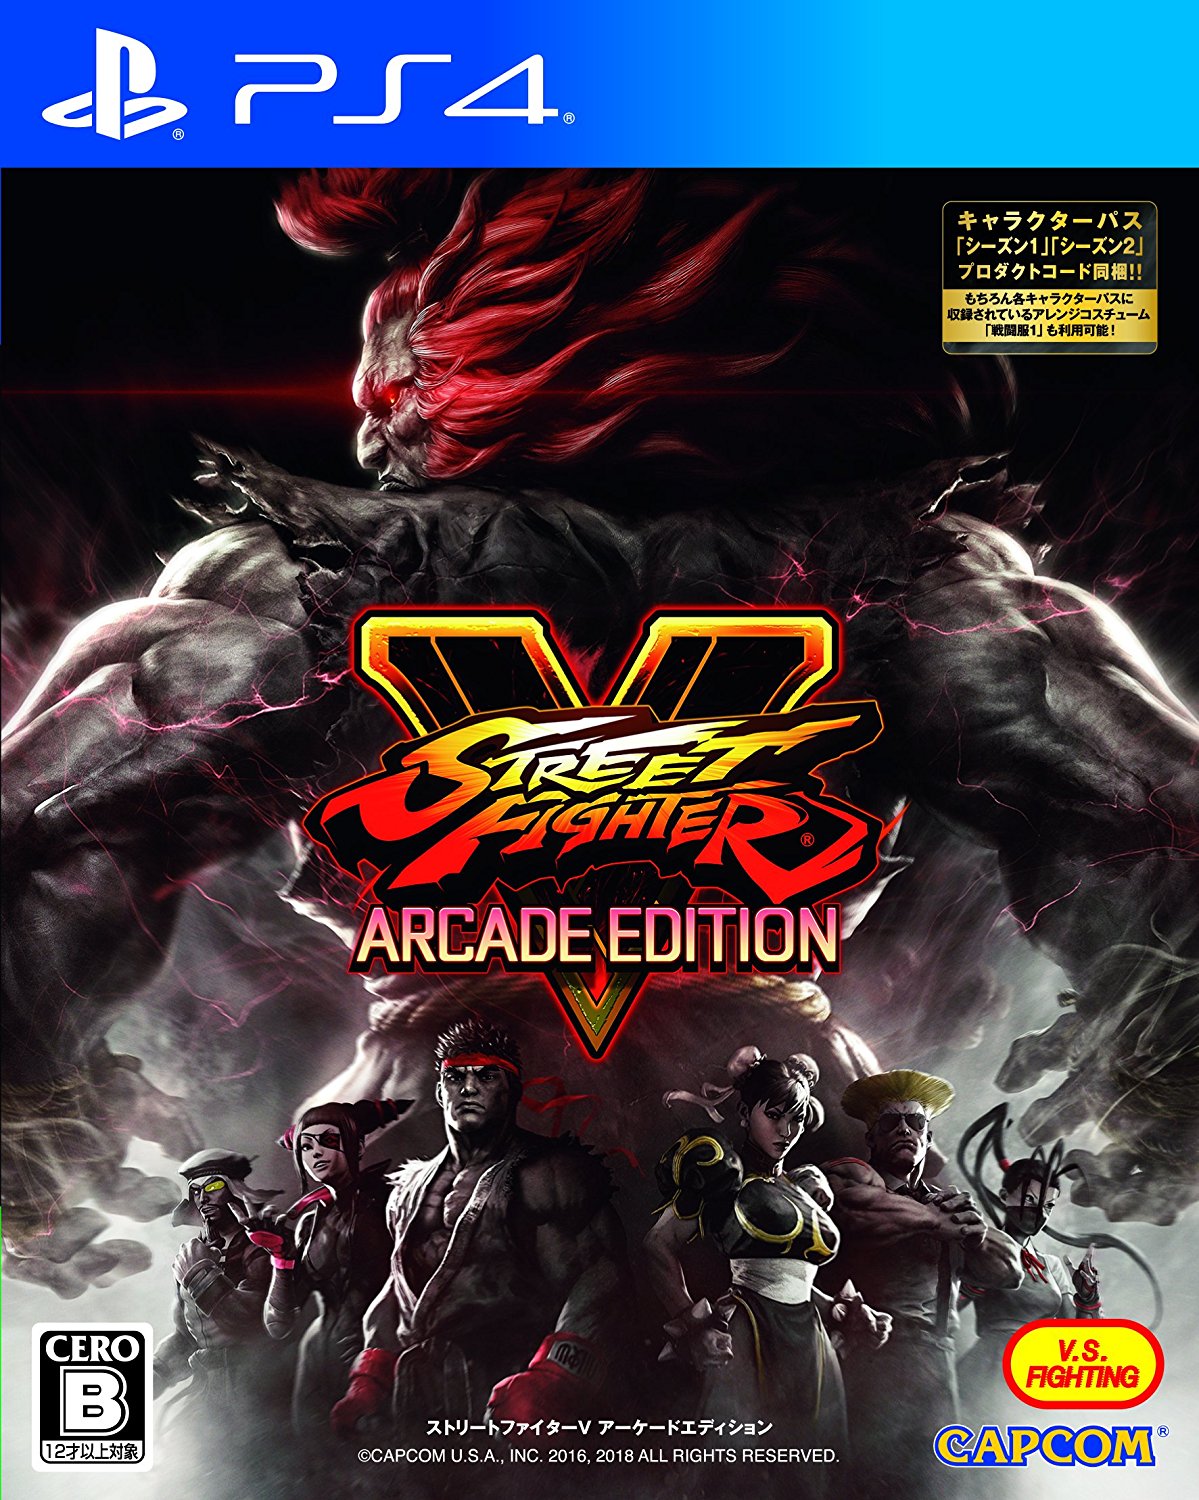 PS4®
キャラクターパス
「シーズン1」「シーズン2」
プロダクトコード同梱!!
もちろん各キャラクターパスに
収録されているアレンジコスチューム
「戦闘服1」も利用可能!
V
STREET
FIGHTER®
ARCADE EDITION
CERO
B
12才以上対象
V.S.
FIGHTING
ストリートファイターV アーケードエディション
©CAPCOM U.S.A., INC. 2016, 2018 ALL RIGHTS RESERVED.
CAPCOM®